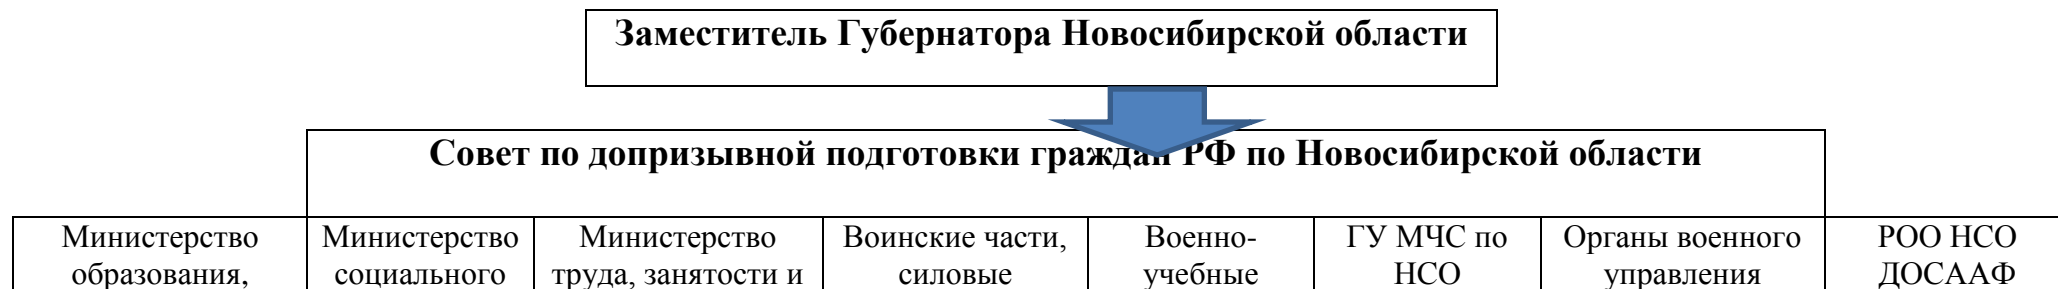 Заместитель Губернатора Новосибирской области
Совет по допризывной подготовки граждан РФ по Новосибирской области
Министерство образования,
Министерство социального
Министерство труда, занятости и
Воинские части, силовые
Военно-учебные
ГУ МЧС по НСО
Органы военного управления
РОО НСО ДОСААФ